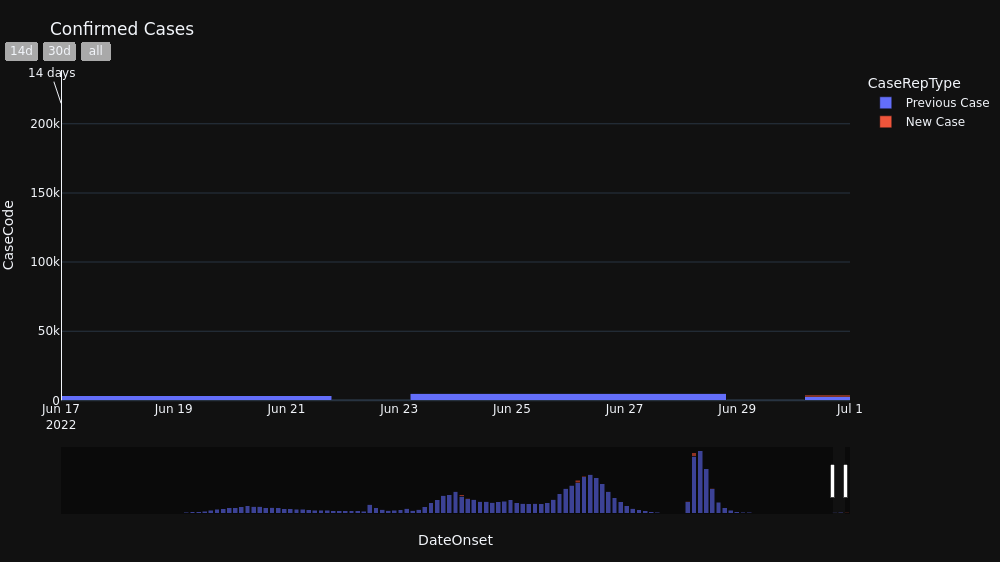 Confirmed Cases
14d 30d all
14 days
CaseRepType
Previous Case
New Case
200k
150k
100k
50k
0
CaseCode
Jun 17 Jun 19 Jun 21 Jun 23 Jun 25 Jun 27 Jun 29 Jul 1
2022
DateOnset